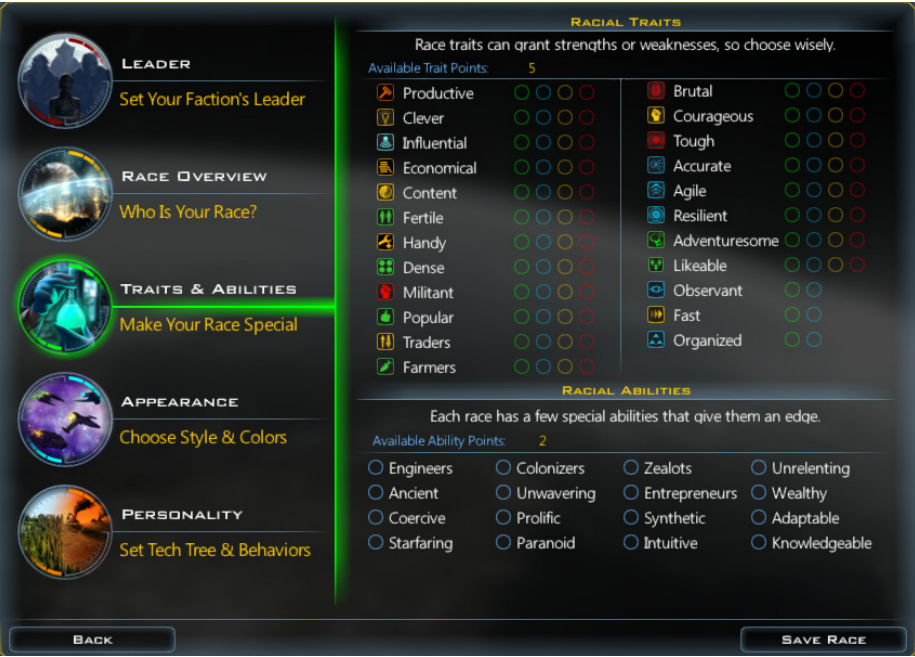 LEADER
Set Your Faction's Leader
RACE OVERVIEW
Who Is Your Race?
TRAITS & ABILITIES
Make Your Race Special
APPEARANCE
Choose Style & Colors
PERSONALITY
Set Tech Tree & Behaviors
RACIAL TRAITS
Race traits can grant strengths or weaknesses, so choose wisely.
Available Trait Points: 5
Productive
Clever
Influential
Economical
Content
Fertile
Handy
Dense
Militant
Popular
Traders
Farmers
Brutal
Courageous
Tough
Accurate
Agile
Resilient
Adventuresome
Likeable
Observant
Fast
Organized
RACIAL ABILITIES
Each race has a few special abilities that give them an edge.
Available Ability Points: 2
Engineers Colonizers Zealots Unrelenting
Ancient Unwavering Entrepreneurs Wealthy
Coercive Prolific Synthetic Adaptable
Starfaring Paranoid Intuitive Knowledgeable
BACK
SAVE RACE